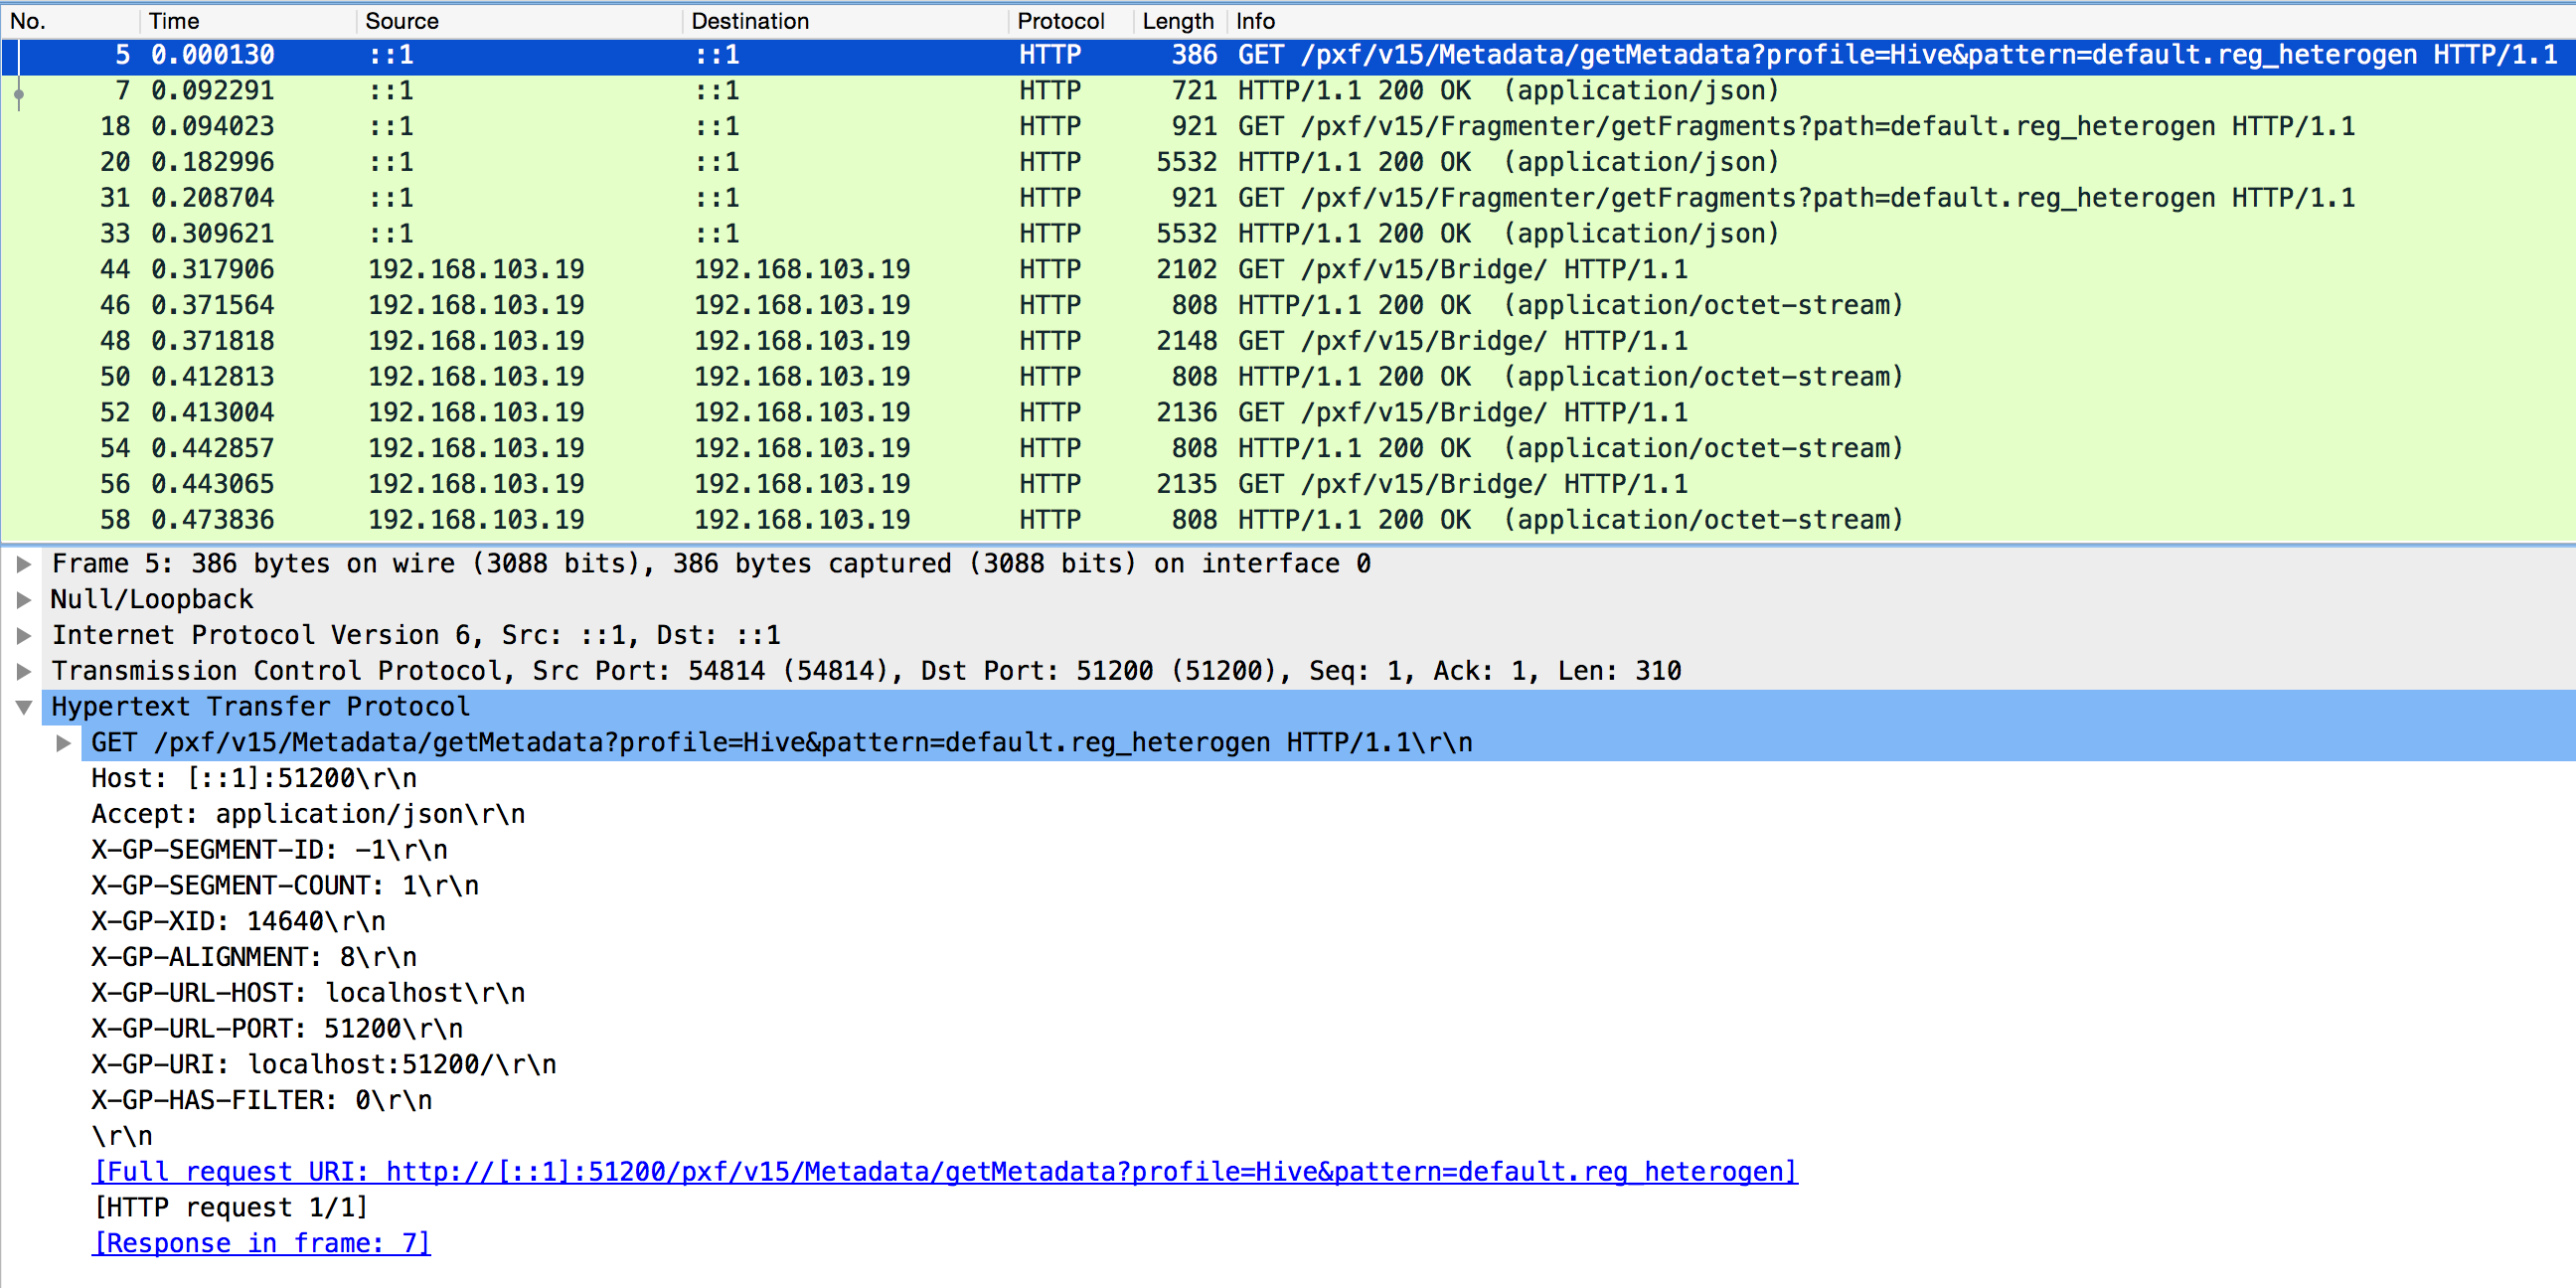 No. Time Source Destination Protocol Length Info
5 0.000130 ::1 ::1 HTTP 386 GET /pxf/v15/Metadata/getMetadata?profile=Hive&pattern=default.reg_heterogen HTTP/1.1
7 0.092291 ::1 ::1 HTTP 721 HTTP/1.1 200 OK (application/json)
18 0.094023 ::1 ::1 HTTP 921 GET /pxf/v15/Fragmenter/getFragments?path=default.reg_heterogen HTTP/1.1
20 0.182996 ::1 ::1 HTTP 5532 HTTP/1.1 200 OK (application/json)
31 0.208704 ::1 ::1 HTTP 921 GET /pxf/v15/Fragmenter/getFragments?path=default.reg_heterogen HTTP/1.1
33 0.309621 ::1 ::1 HTTP 5532 HTTP/1.1 200 OK (application/json)
44 0.317906 192.168.103.19 192.168.103.19 HTTP 2102 GET /pxf/v15/Bridge/ HTTP/1.1
46 0.371564 192.168.103.19 192.168.103.19 HTTP 808 HTTP/1.1 200 OK (application/octet-stream)
48 0.371818 192.168.103.19 192.168.103.19 HTTP 2148 GET /pxf/v15/Bridge/ HTTP/1.1
50 0.412813 192.168.103.19 192.168.103.19 HTTP 808 HTTP/1.1 200 OK (application/octet-stream)
52 0.413004 192.168.103.19 192.168.103.19 HTTP 2136 GET /pxf/v15/Bridge/ HTTP/1.1
54 0.442857 192.168.103.19 192.168.103.19 HTTP 808 HTTP/1.1 200 OK (application/octet-stream)
56 0.443065 192.168.103.19 192.168.103.19 HTTP 2135 GET /pxf/v15/Bridge/ HTTP/1.1
58 0.473836 192.168.103.19 192.168.103.19 HTTP 808 HTTP/1.1 200 OK (application/octet-stream)
Frame 5: 386 bytes on wire (3088 bits), 386 bytes captured (3088 bits) on interface 0
Null/Loopback
Internet Protocol Version 6, Src: ::1, Dst: ::1
Transmission Control Protocol, Src Port: 54814 (54814), Dst Port: 51200 (51200), Seq: 1, Ack: 1, Len: 310
Hypertext Transfer Protocol
GET /pxf/v15/Metadata/getMetadata?profile=Hive&pattern=default.reg_heterogen HTTP/1.1\r\n
Host: [::1]:51200\r\n
Accept: application/json\r\n
X-GP-SEGMENT-ID: -1\r\n
X-GP-SEGMENT-COUNT: 1\r\n
X-GP-XID: 14640\r\n
X-GP-ALIGNMENT: 8\r\n
X-GP-URL-HOST: localhost\r\n
X-GP-URL-PORT: 51200\r\n
X-GP-URI: localhost:51200/\r\n
X-GP-HAS-FILTER: 0\r\n
\r\n
[Full request URI: http://[::1]:51200/pxf/v15/Metadata/getMetadata?profile=Hive&pattern=default.reg_heterogen]
[HTTP request 1/1]
[Response in frame: 7]